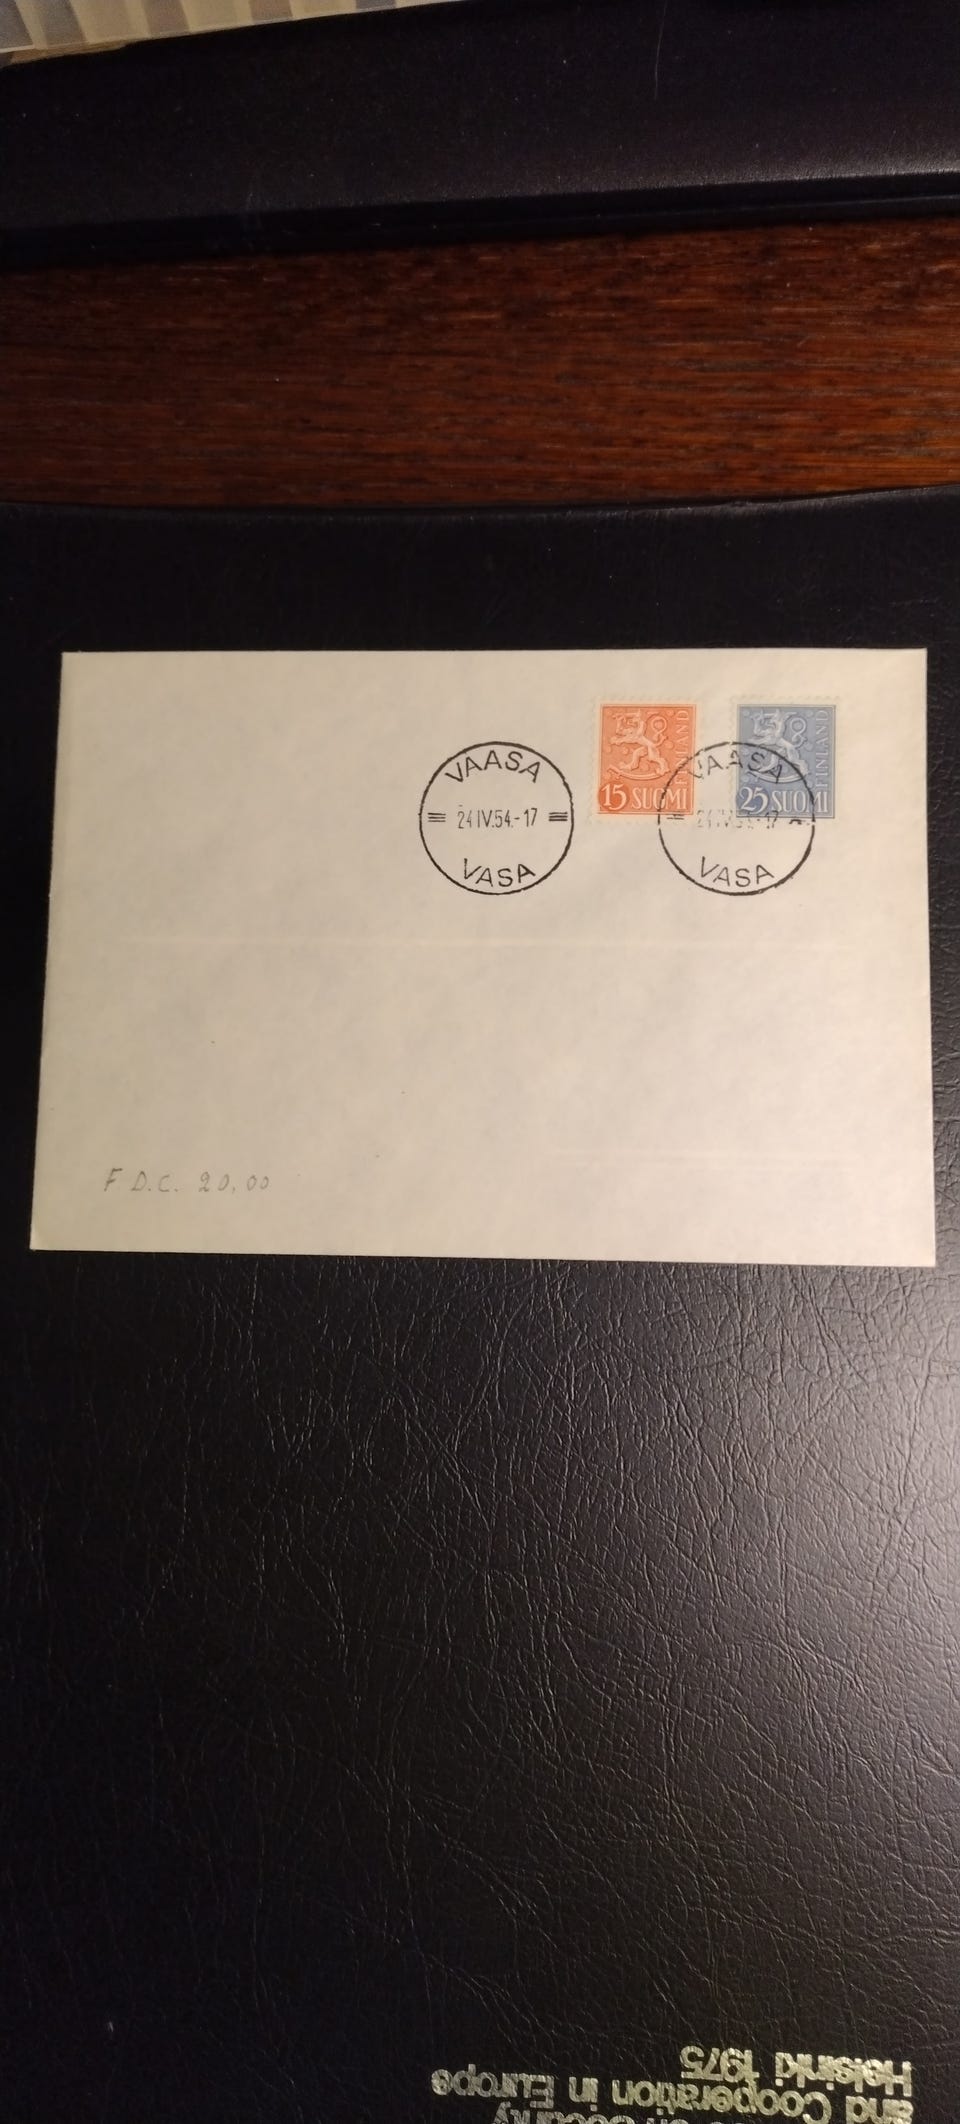 VAASA
24 IV.54.-17
VASA
15 SUOMI
FINLAND
25 SUOMI
FINLAND
VAASA
VASA
F D.C. 20,00
and Cooperation in Europe
Helsinki 1975